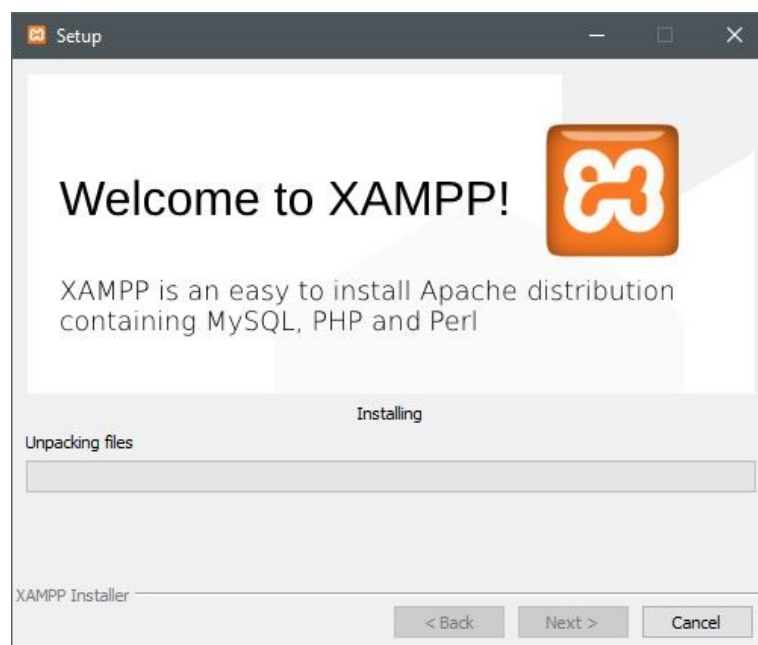 Setup
Welcome to XAMPP!
XAMPP is an easy to install Apache distribution
containing MySQL, PHP and Perl
Installing
Unpacking files
XAMPP Installer
< Back
Next >
Cancel